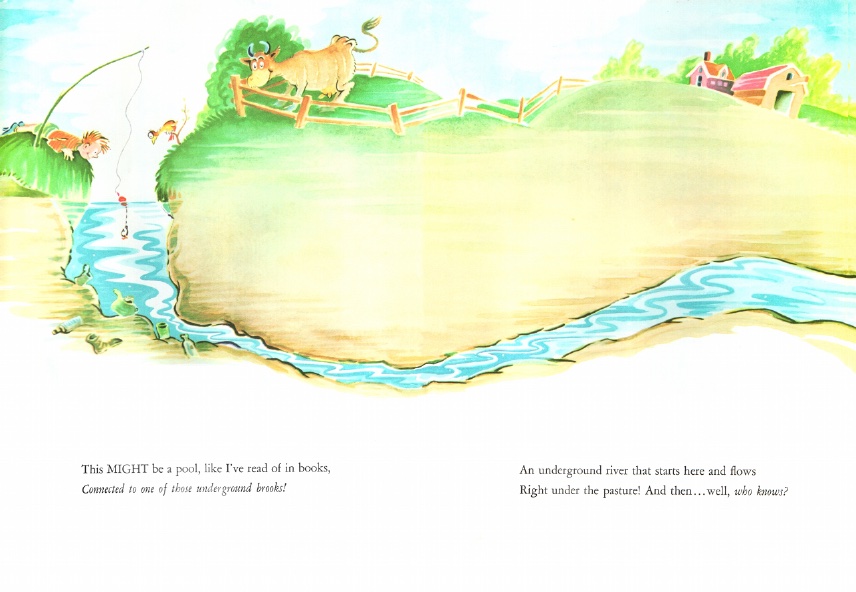 This MIGHT be a pool, like I've read of in books,
Connected to one of those underground brooks!
An underground river that starts here and flows
Right under the pasture! And then...well, who knows?